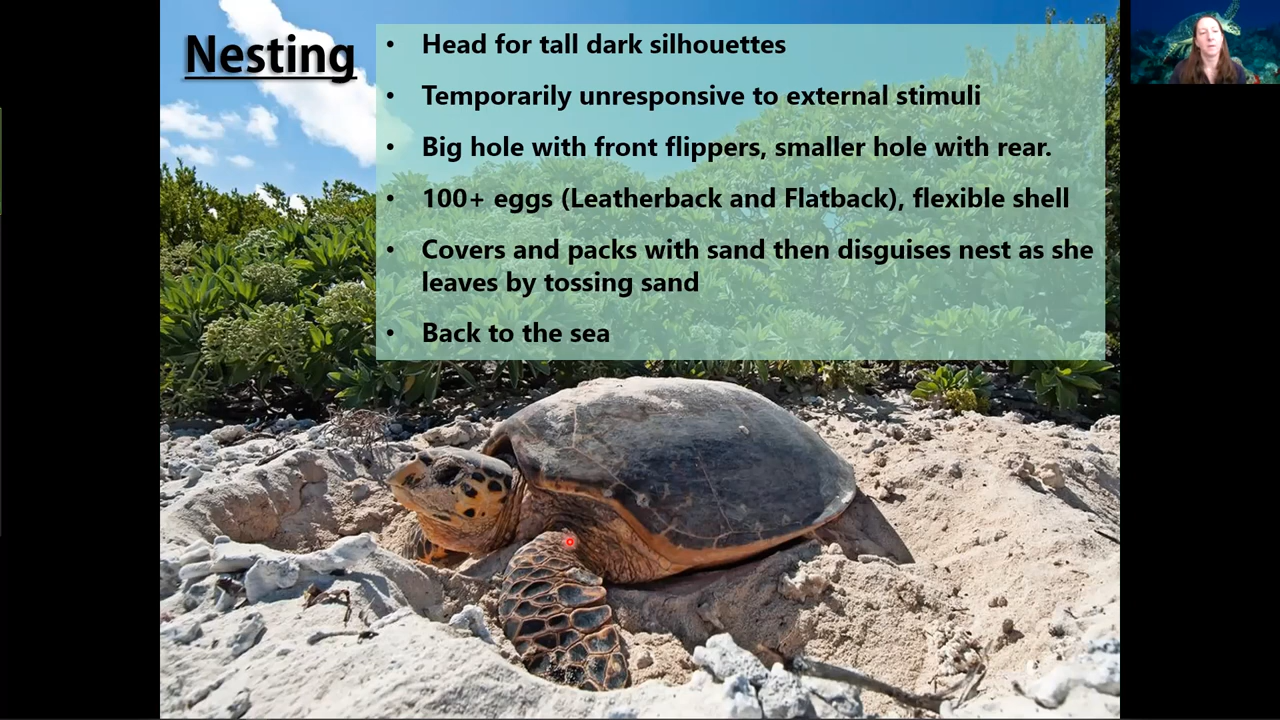 Nesting
• Head for tall dark silhouettes
• Temporarily unresponsive to external stimuli
• Big hole with front flippers, smaller hole with rear.
• 100+ eggs (Leatherback and Flatback), flexible shell
• Covers and packs with sand then disguises nest as she
leaves by tossing sand
• Back to the sea